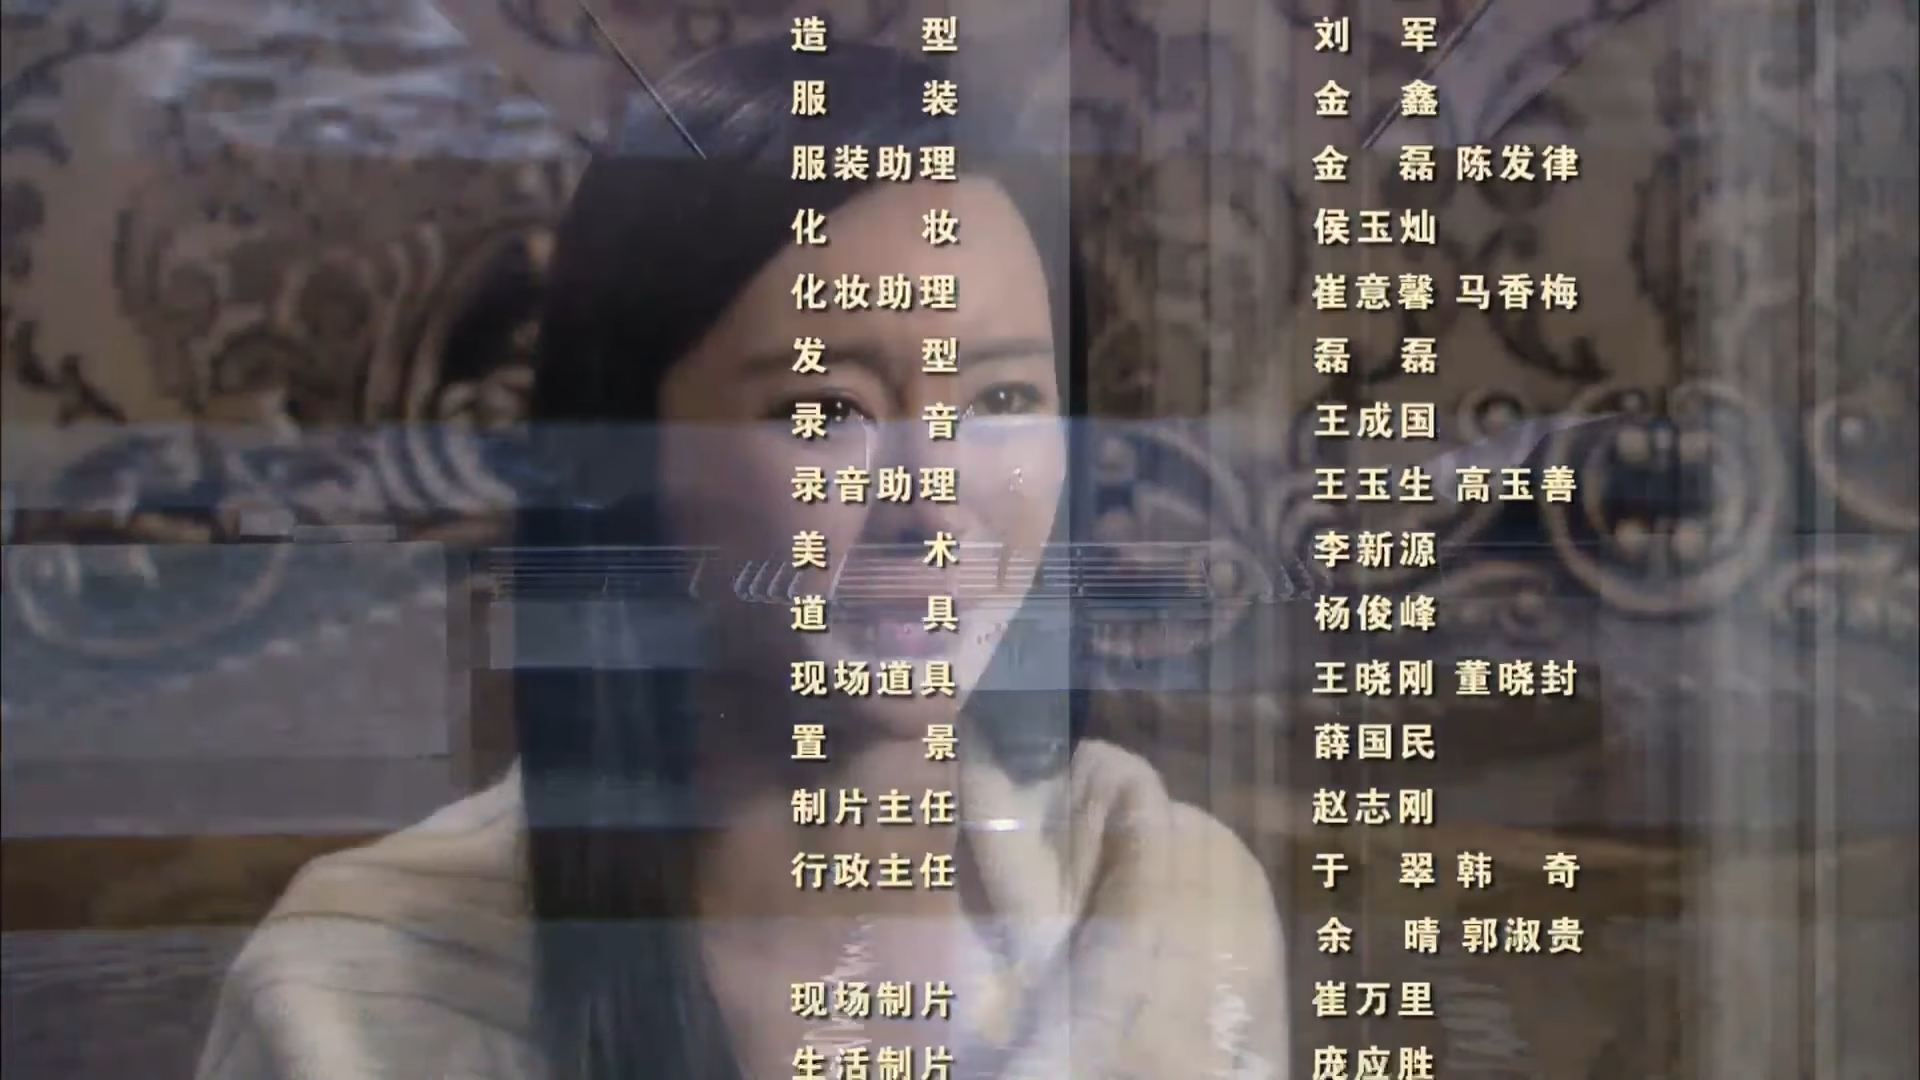 造型 刘军
服装 金鑫
服装助理 金磊 陈发律
化妆 侯玉灿
化妆助理 崔意馨 马香梅
发型 磊磊
录音 王成国
录音助理 王玉生 高玉善
美术 李新源
道具 杨俊峰
现场道具 王晓刚 董晓封
置景 薛国民
制片主任 赵志刚
行政主任 于翠 韩奇
余晴 郭淑贵
现场制片 崔万里
生活制片 庞应胜